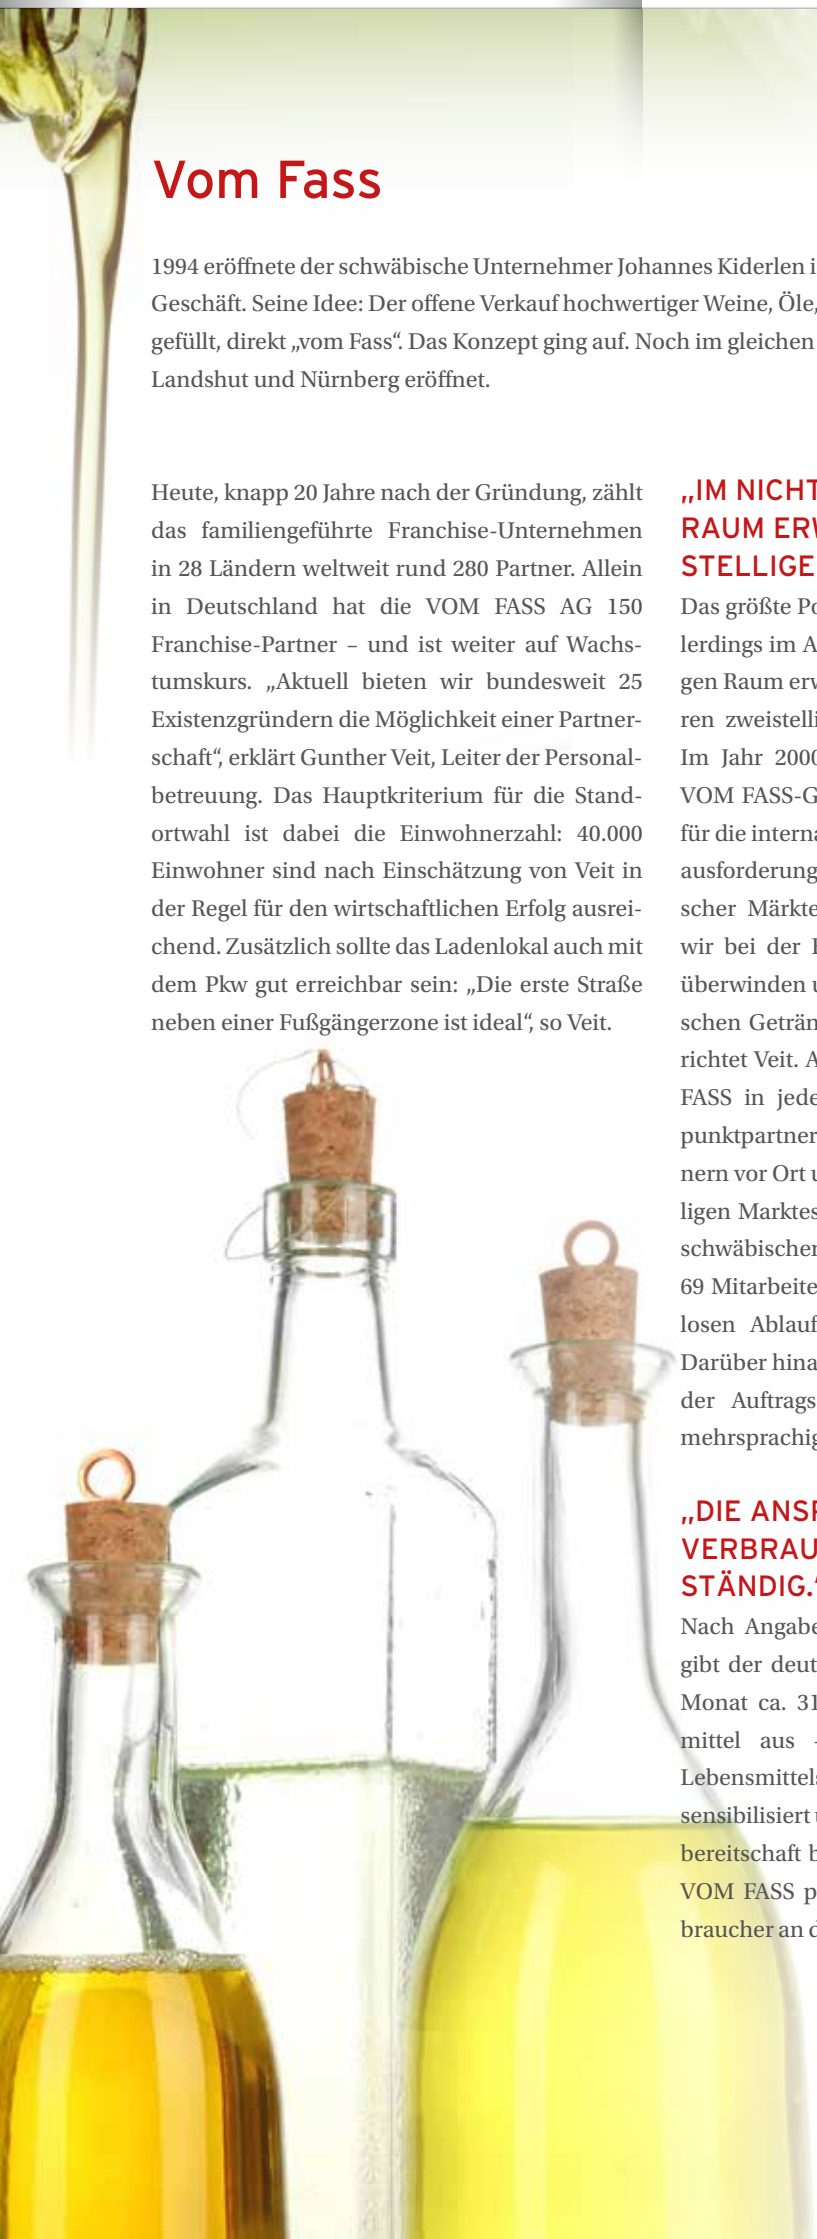 Vom Fass
1994 eröffnete der schwäbische Unternehmer Johannes Kiderlen i
Geschäft. Seine Idee: Der offene Verkauf hochwertiger Weine, Öle,
gefüllt, direkt „vom Fass“. Das Konzept ging auf. Noch im gleichen
Landshut und Nürnberg eröffnet.
Heute, knapp 20 Jahre nach der Gründung, zählt
das familiengeführte Franchise-Unternehmen
in 28 Ländern weltweit rund 280 Partner. Allein
in Deutschland hat die VOM FASS AG 150
Franchise-Partner – und ist weiter auf Wachs-
tumskurs. „Aktuell bieten wir bundesweit 25
Existenzgründern die Möglichkeit einer Partner-
schaft“, erklärt Gunther Veit, Leiter der Personal-
betreuung. Das Hauptkriterium für die Stand-
ortwahl ist dabei die Einwohnerzahl: 40.000
Einwohner sind nach Einschätzung von Veit in
der Regel für den wirtschaftlichen Erfolg ausrei-
chend. Zusätzlich sollte das Ladenlokal auch mit
dem Pkw gut erreichbar sein: „Die erste Straße
neben einer Fußgängerzone ist ideal“, so Veit.
„IM NICHT
RAUM ERW
STELLIGE
Das größte Po
lerdings im A
gen Raum erw
ren zweistelli
Im Jahr 2000
VOM FASS-G
für die interna
ausforderung
scher Märkte
wir bei der
überwinden u
schen Geträn
richtet Veit. A
FASS in jede
punktpartner
nern vor Ort u
ligen Marktes
schwäbischen
69 Mitarbeite
losen Ablauf
Darüber hina
der Auftrags
mehrsprachig
„DIE ANSP
VERBRAU
STÄNDIG.“
Nach Angabe
gibt der deut
Monat ca. 31
mittel aus –
Lebensmittels
sensibilisiert u
bereitschaft b
VOM FASS p
braucher an d